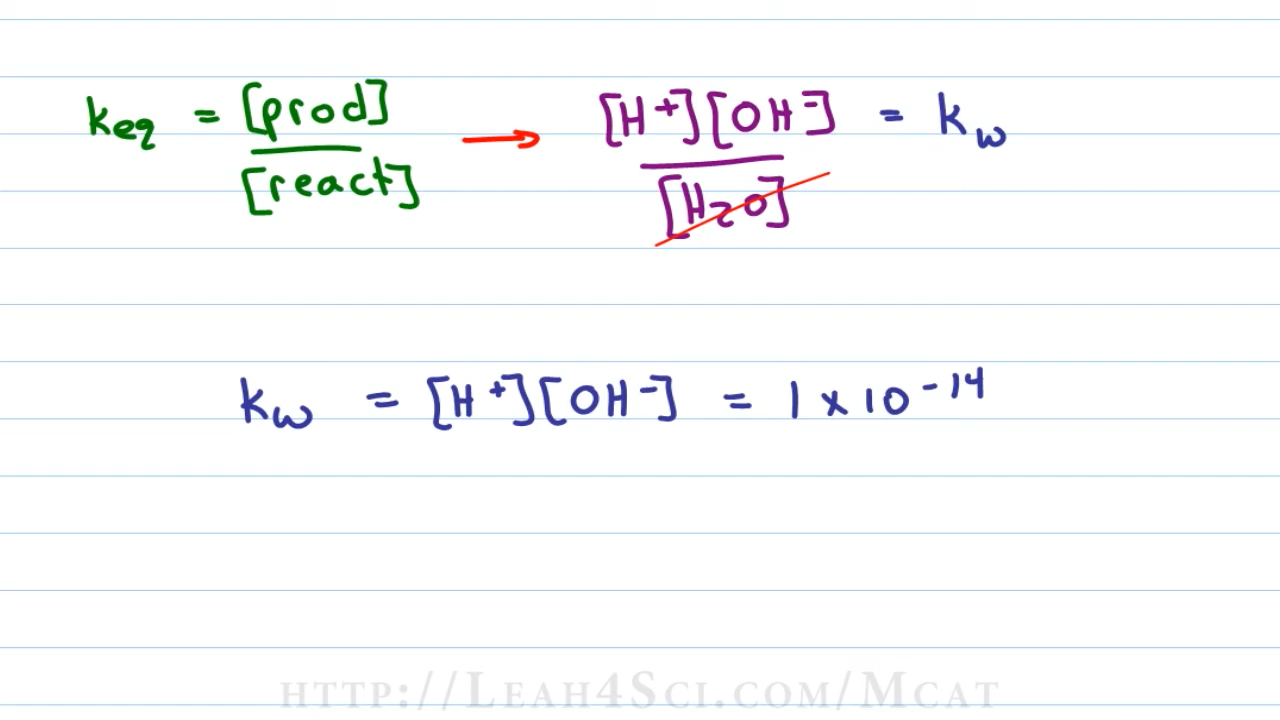 keq = [prod] / [react] → [H+][OH-] / [H2O] = kw
kw = [H+][OH-] = 1 x 10-14
http://Leah4Sci.com/Mcat